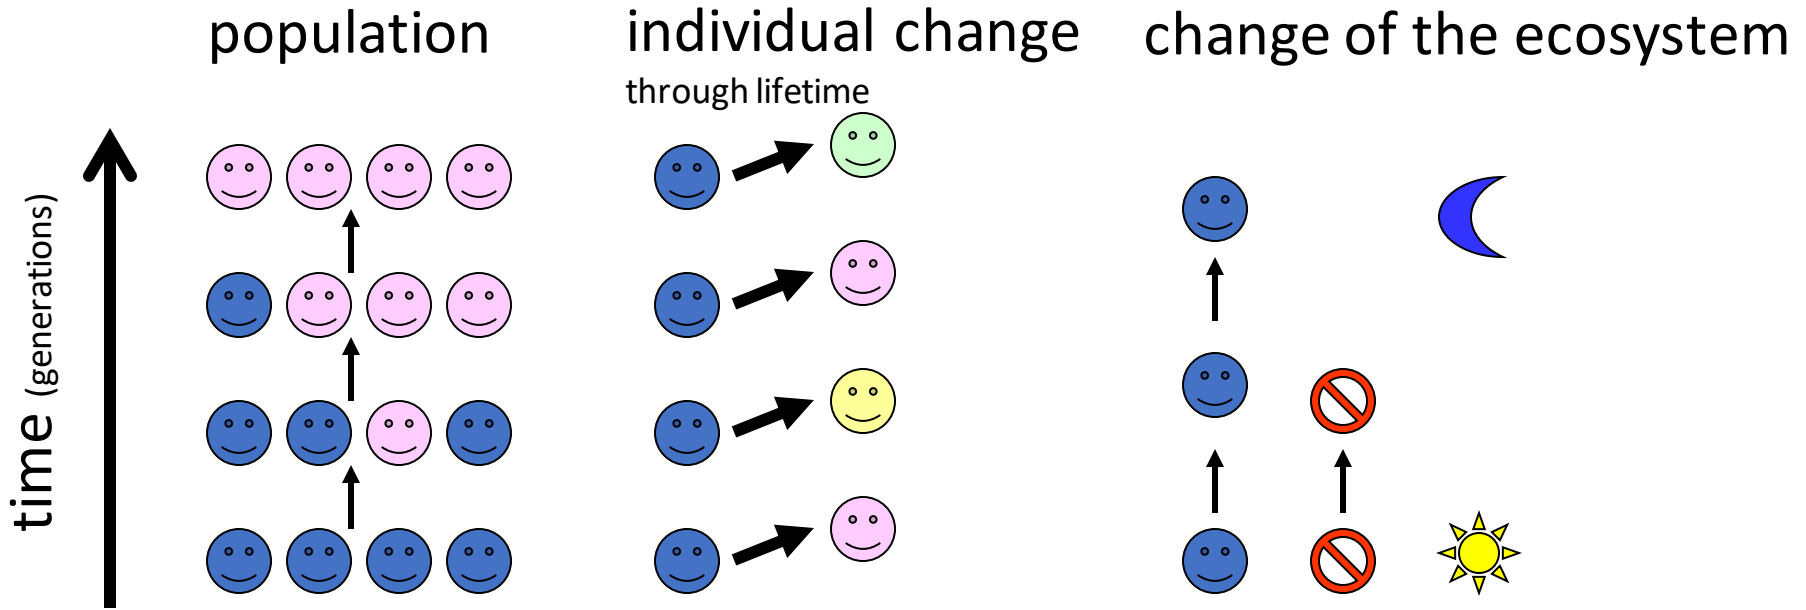 population
individual change
through lifetime
change of the ecosystem
time (generations)